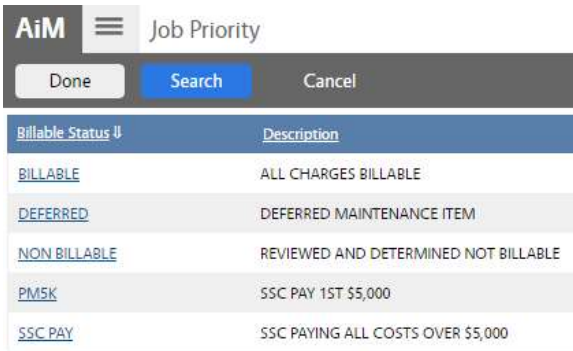 AiM Job Priority
Done Search Cancel
Billable Status ⇓ Description
BILLABLE ALL CHARGES BILLABLE
DEFERRED DEFERRED MAINTENANCE ITEM
NON BILLABLE REVIEWED AND DETERMINED NOT BILLABLE
PM5K SSC PAY 1ST $5,000
SSC PAY SSC PAYING ALL COSTS OVER $5,000